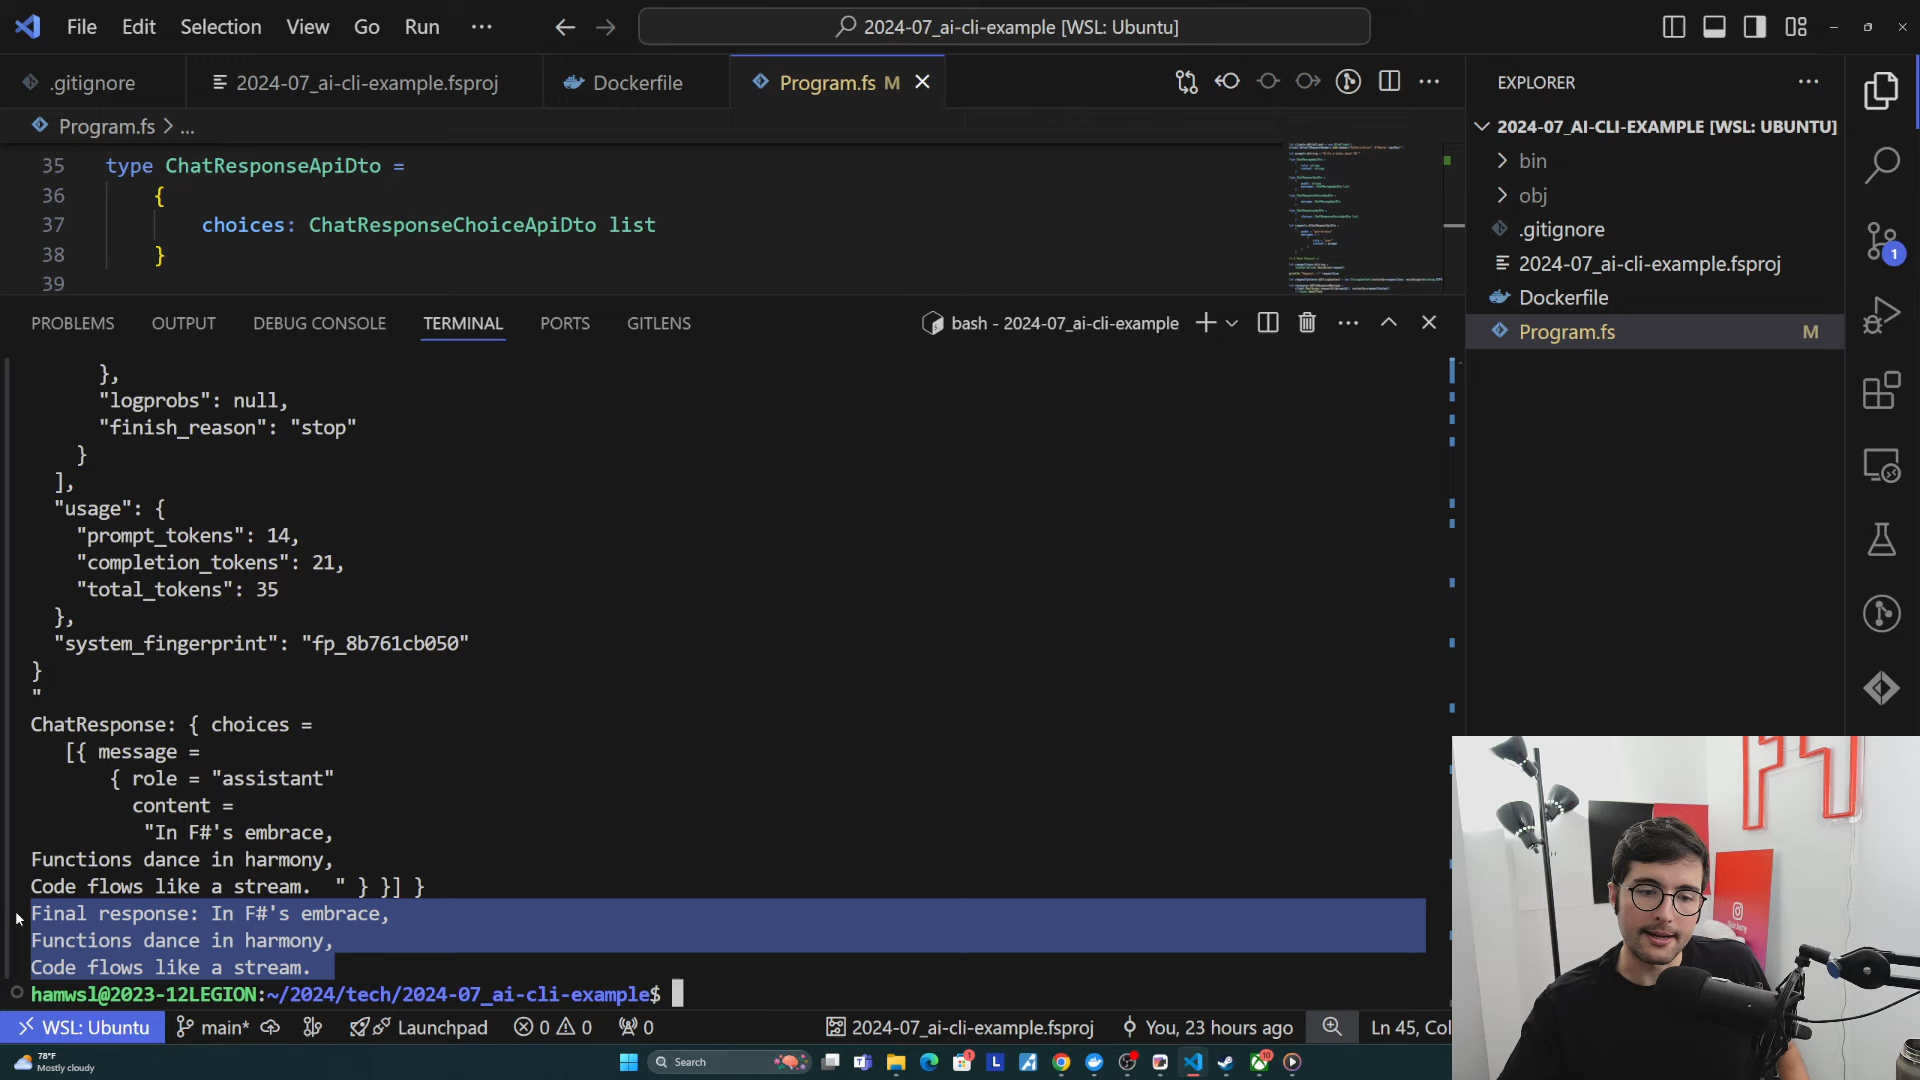 File Edit Selection View Go Run ...
2024-07_ai-cli-example [WSL: Ubuntu]
.gitignore
2024-07_ai-cli-example.fsproj
Dockerfile
Program.fs M
Program.fs > ...
35 type ChatResponseApiDto =
36 {
37 choices: ChatResponseChoiceApiDto list
38 }
39
EXPLORER
2024-07_AI-CLI-EXAMPLE [WSL: UBUNTU]
bin
obj
.gitignore
2024-07_ai-cli-example.fsproj
Dockerfile
Program.fs M
1
PROBLEMS OUTPUT DEBUG CONSOLE TERMINAL PORTS GITLENS
bash - 2024-07_ai-cli-example
},
"logprobs": null,
"finish_reason": "stop"
}
],
"usage": {
"prompt_tokens": 14,
"completion_tokens": 21,
"total_tokens": 35
},
"system_fingerprint": "fp_8b761cb050"
}
"
ChatResponse: { choices =
[{ message =
{ role = "assistant"
content =
"In F#'s embrace,
Functions dance in harmony,
Code flows like a stream.  " } }] }
Final response: In F#'s embrace,
Functions dance in harmony,
Code flows like a stream.
hamwsl@2023-12LEGION:~/2024/tech/2024-07_ai-cli-example$
WSL: Ubuntu main* Launchpad 0 0 0 2024-07_ai-cli-example.fsproj You, 23 hours ago Ln 45, Col
78°F
Mostly cloudy
Search
1
10